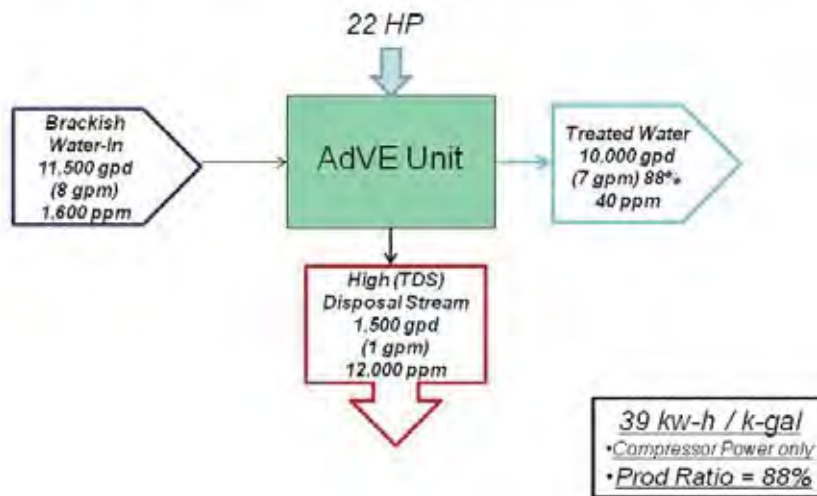 22 HP
Brackish
Water-In
11,500 gpd
(8 gpm)
1,600 ppm
AdVE Unit
Treated Water
10,000 gpd
(7 gpm) 88%
40 ppm
High (TDS)
Disposal Stream
1,500 gpd
(1 gpm)
12,000 ppm
39 kw-h / k-gal
•Compressor Power only
•Prod Ratio = 88%